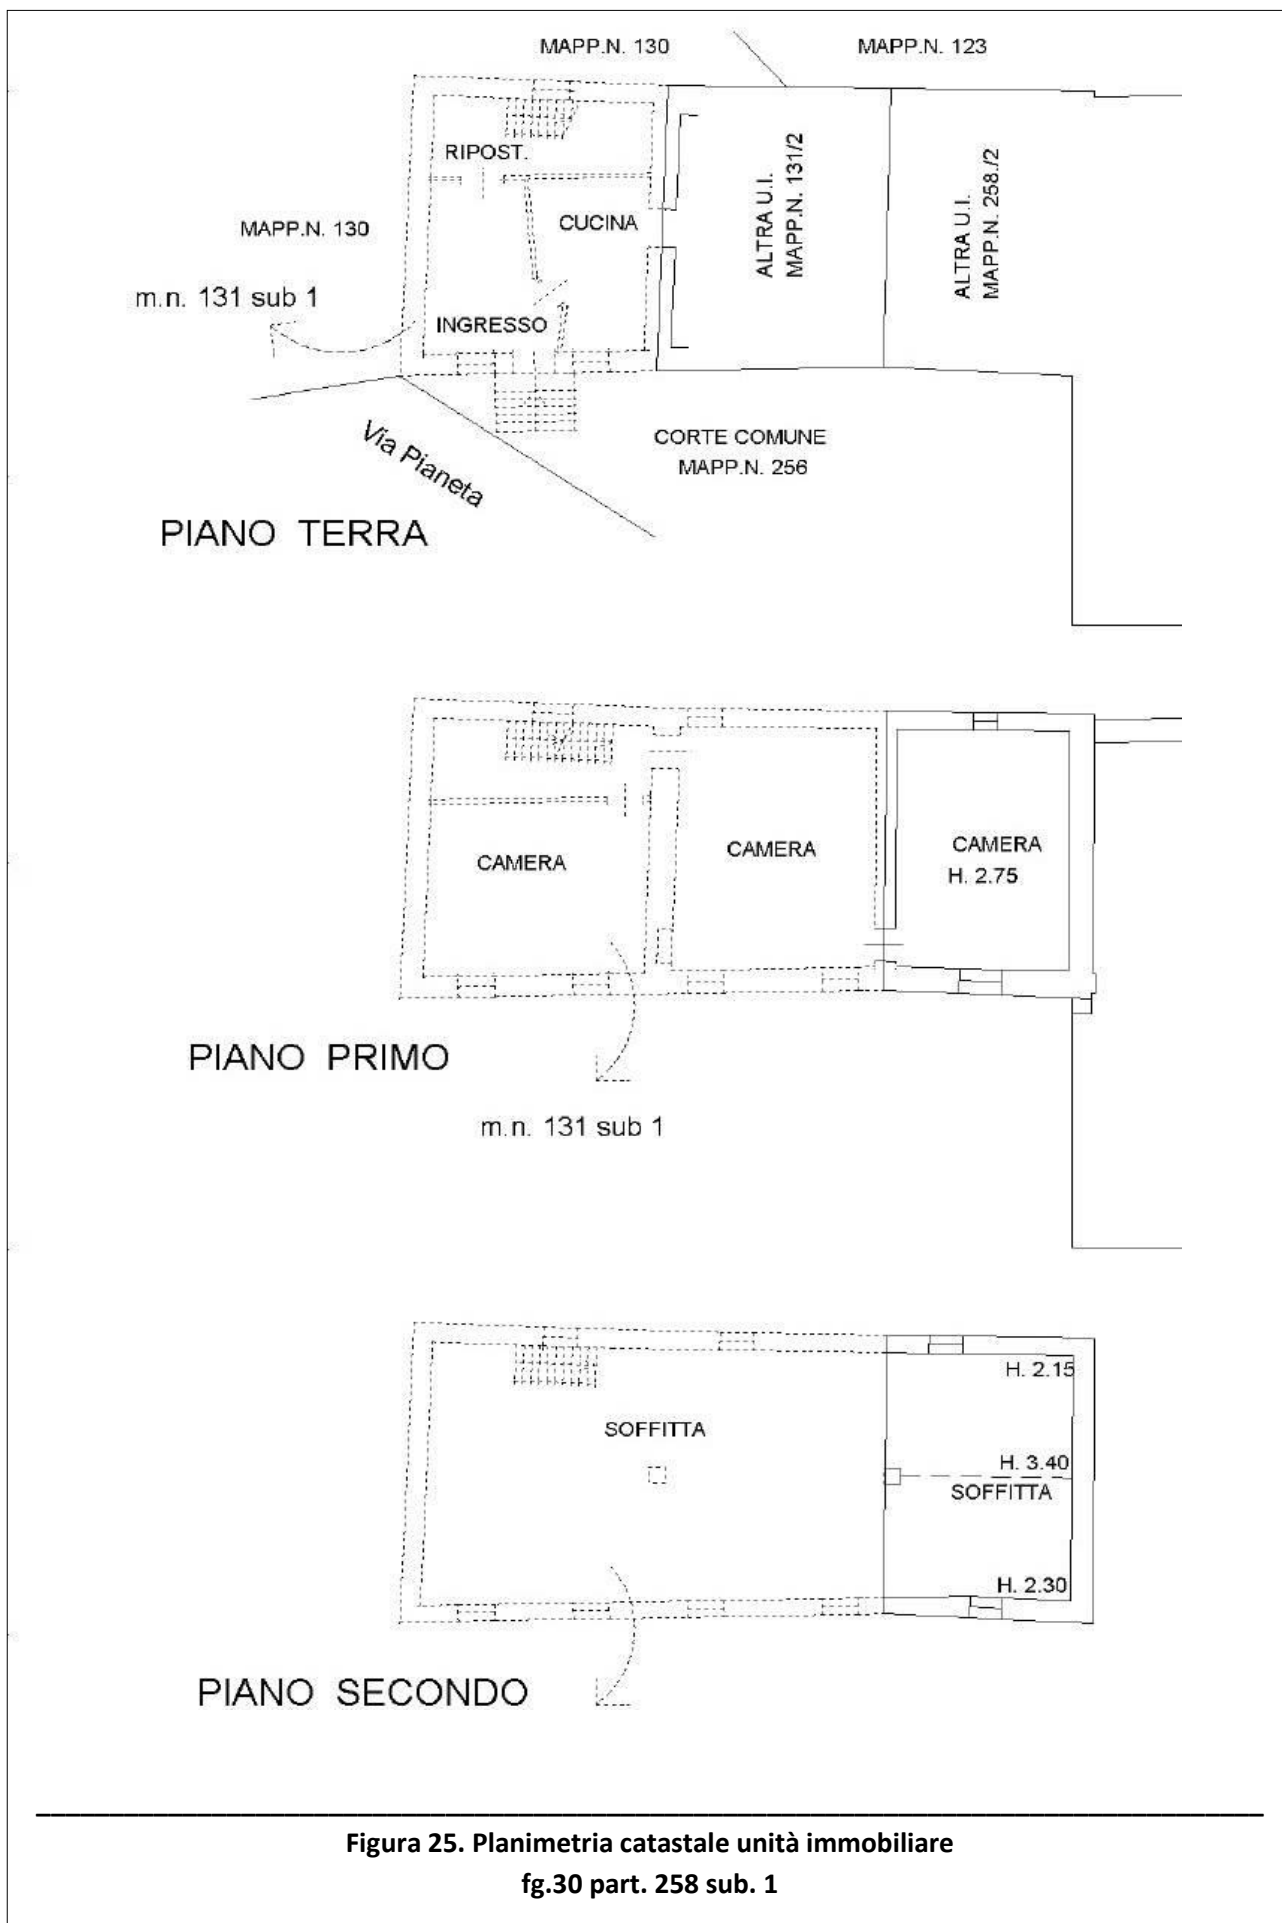 MAPP.N. 130
MAPP.N. 123
RIPOST.
CUCINA
ALTRA U.I.
MAPP.N. 131/2
ALTRA U.I.
MAPP.N. 258./2
MAPP.N. 130
m.n. 131 sub 1
INGRESSO
Via Pianeta
CORTE COMUNE
MAPP.N. 256
PIANO TERRA
CAMERA
CAMERA
CAMERA
H. 2.75
PIANO PRIMO
m.n. 131 sub 1
H. 2.15
SOFFITTA
H. 3.40
SOFFITTA
H. 2.30
PIANO SECONDO
Figura 25. Planimetria catastale unità immobiliare
fg.30 part. 258 sub. 1